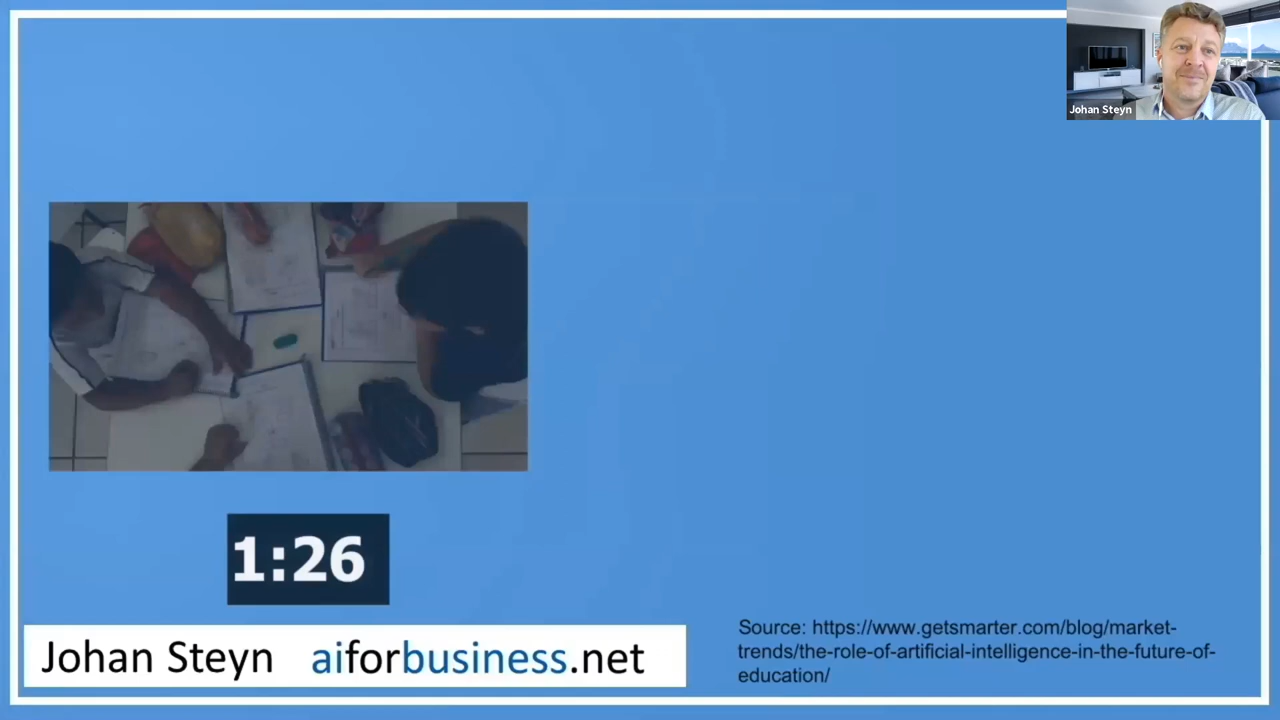 Johan Steyn
1:26
Johan Steyn aiforbusiness.net
Source: https://www.getsmarter.com/blog/market-
trends/the-role-of-artificial-intelligence-in-the-future-of-
education/